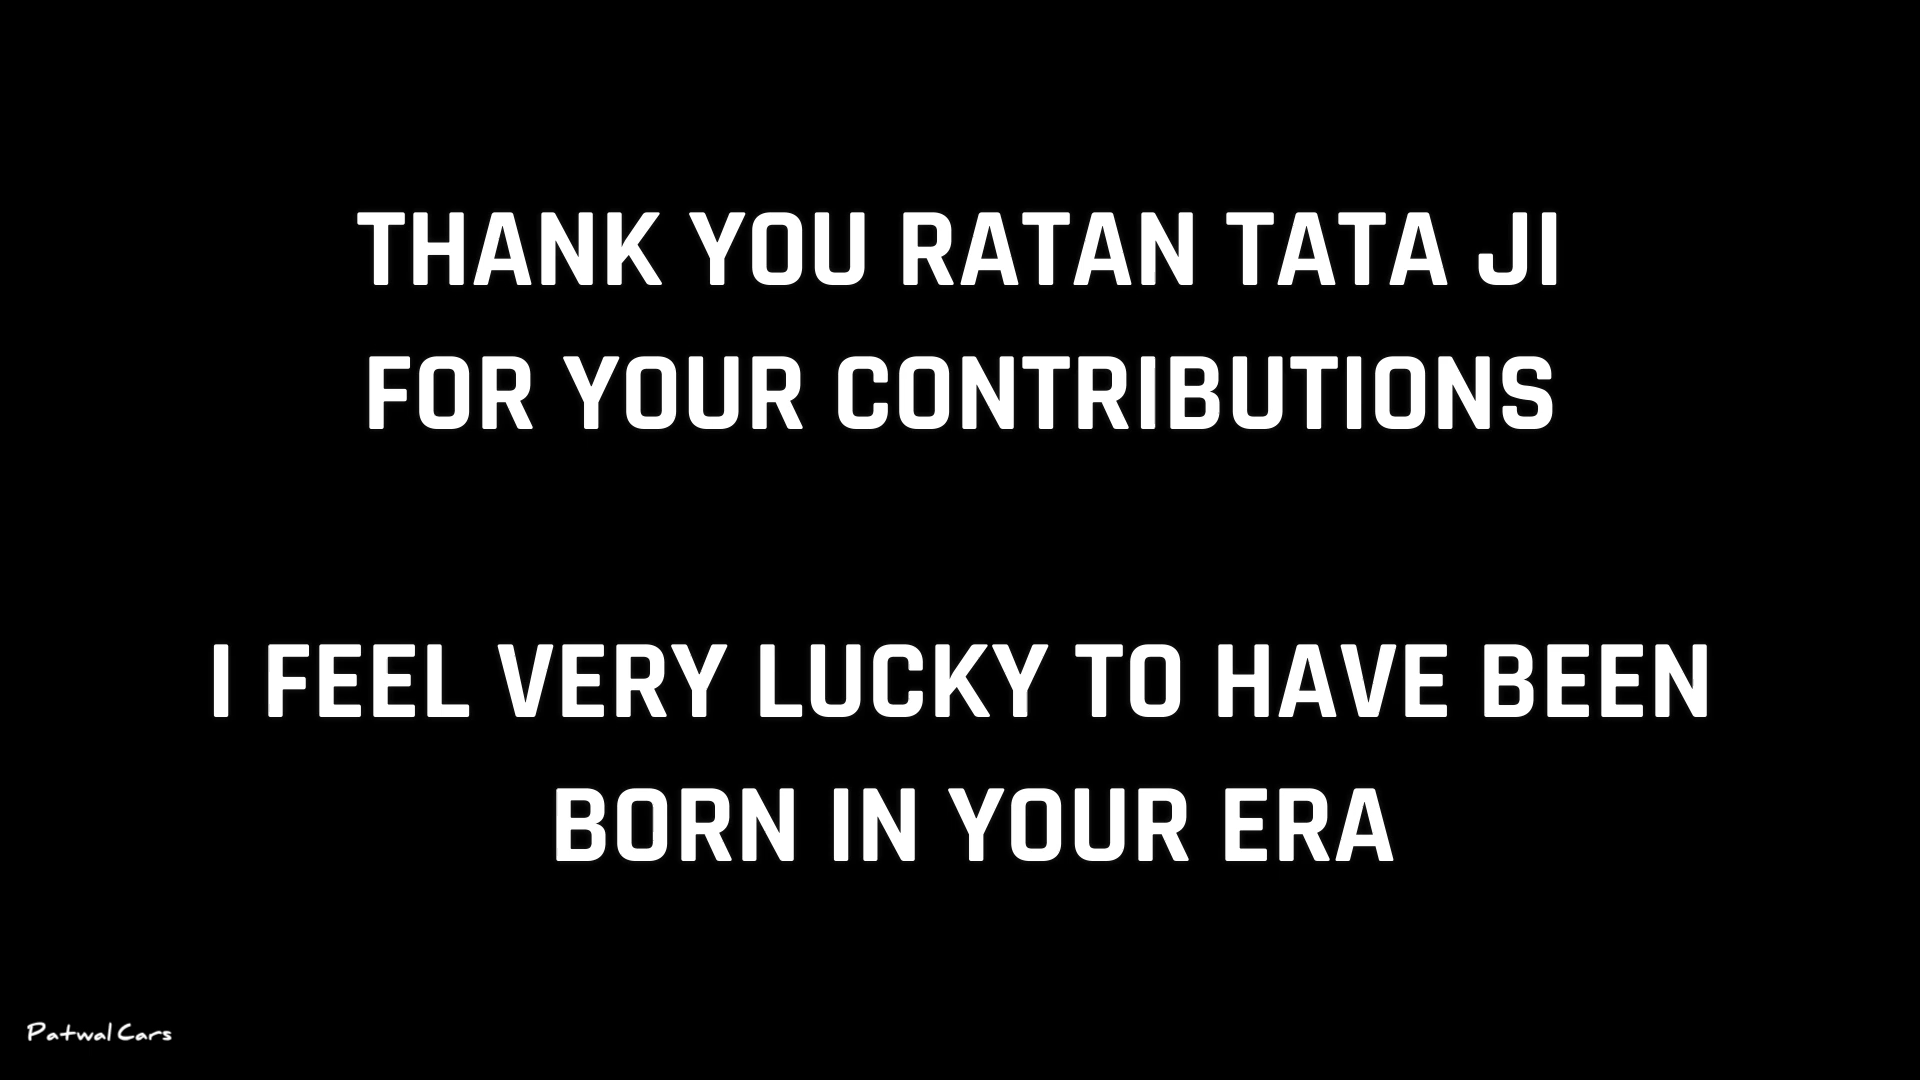 THANK YOU RATAN TATA JI
FOR YOUR CONTRIBUTIONS
I FEEL VERY LUCKY TO HAVE BEEN
BORN IN YOUR ERA
Patwal Cars